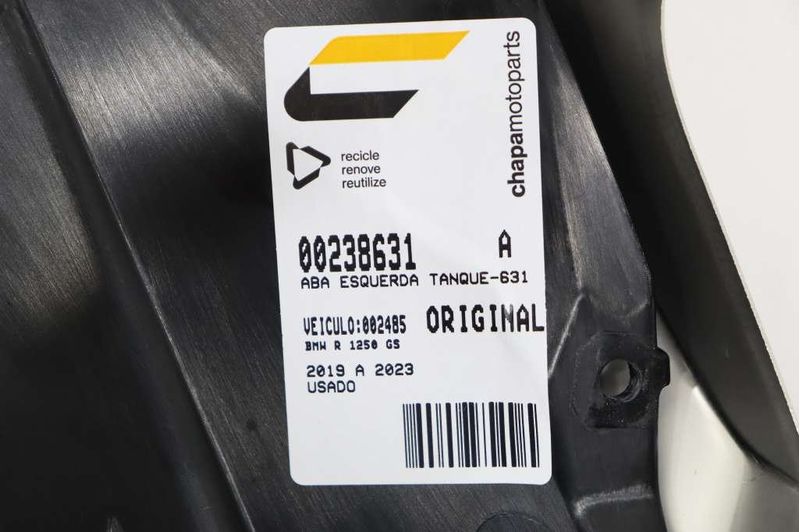 chapamotoparts
recicle
renove
reutilize
00238631 A
ABA ESQUERDA TANQUE-631
VEICULO:002485 ORIGINAL
BMW R 1250 GS
2019 A 2023
USADO